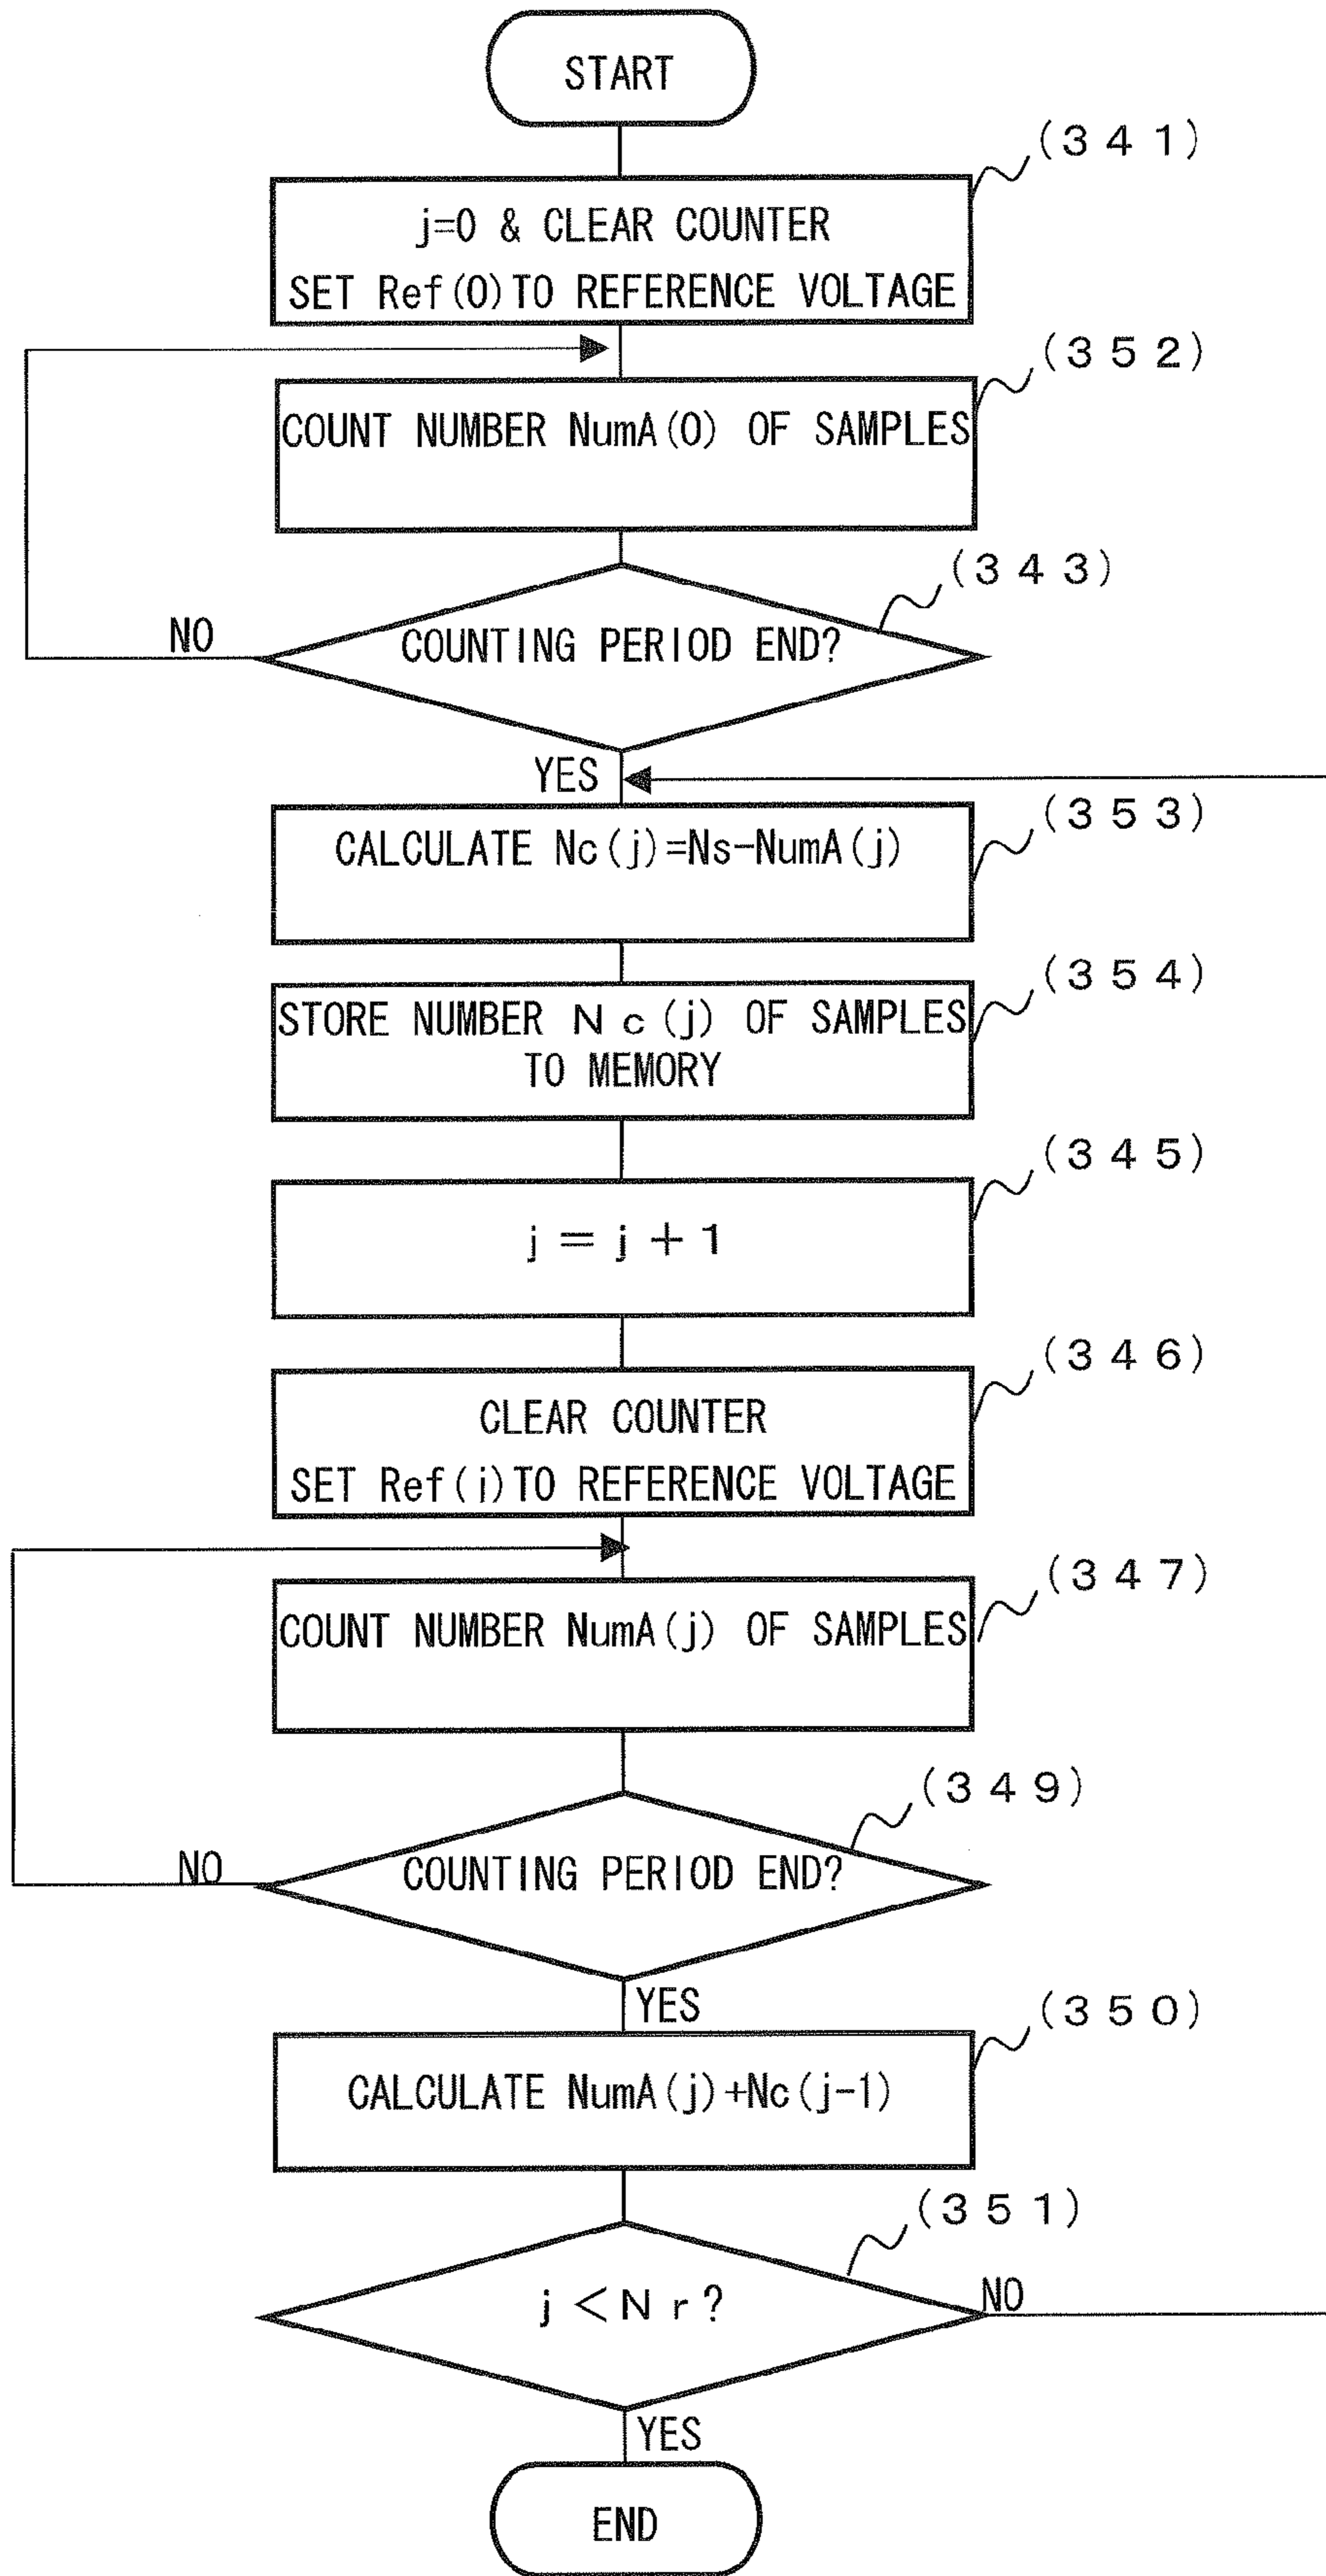 START
(341)
j=0 & CLEAR COUNTER
SET Ref(0)TO REFERENCE VOLTAGE
(352)
COUNT NUMBER NumA(0) OF SAMPLES
(343)
NO
COUNTING PERIOD END?
YES
(353)
CALCULATE Nc(j)=Ns-NumA(j)
(354)
STORE NUMBER Nc(j) OF SAMPLES
TO MEMORY
(345)
j=j+1
(346)
CLEAR COUNTER
SET Ref(j)TO REFERENCE VOLTAGE
(347)
COUNT NUMBER NumA(j) OF SAMPLES
(349)
NO
COUNTING PERIOD END?
YES
(350)
CALCULATE NumA(j)+Nc(j-1)
(351)
j<Nr?
NO
YES
END